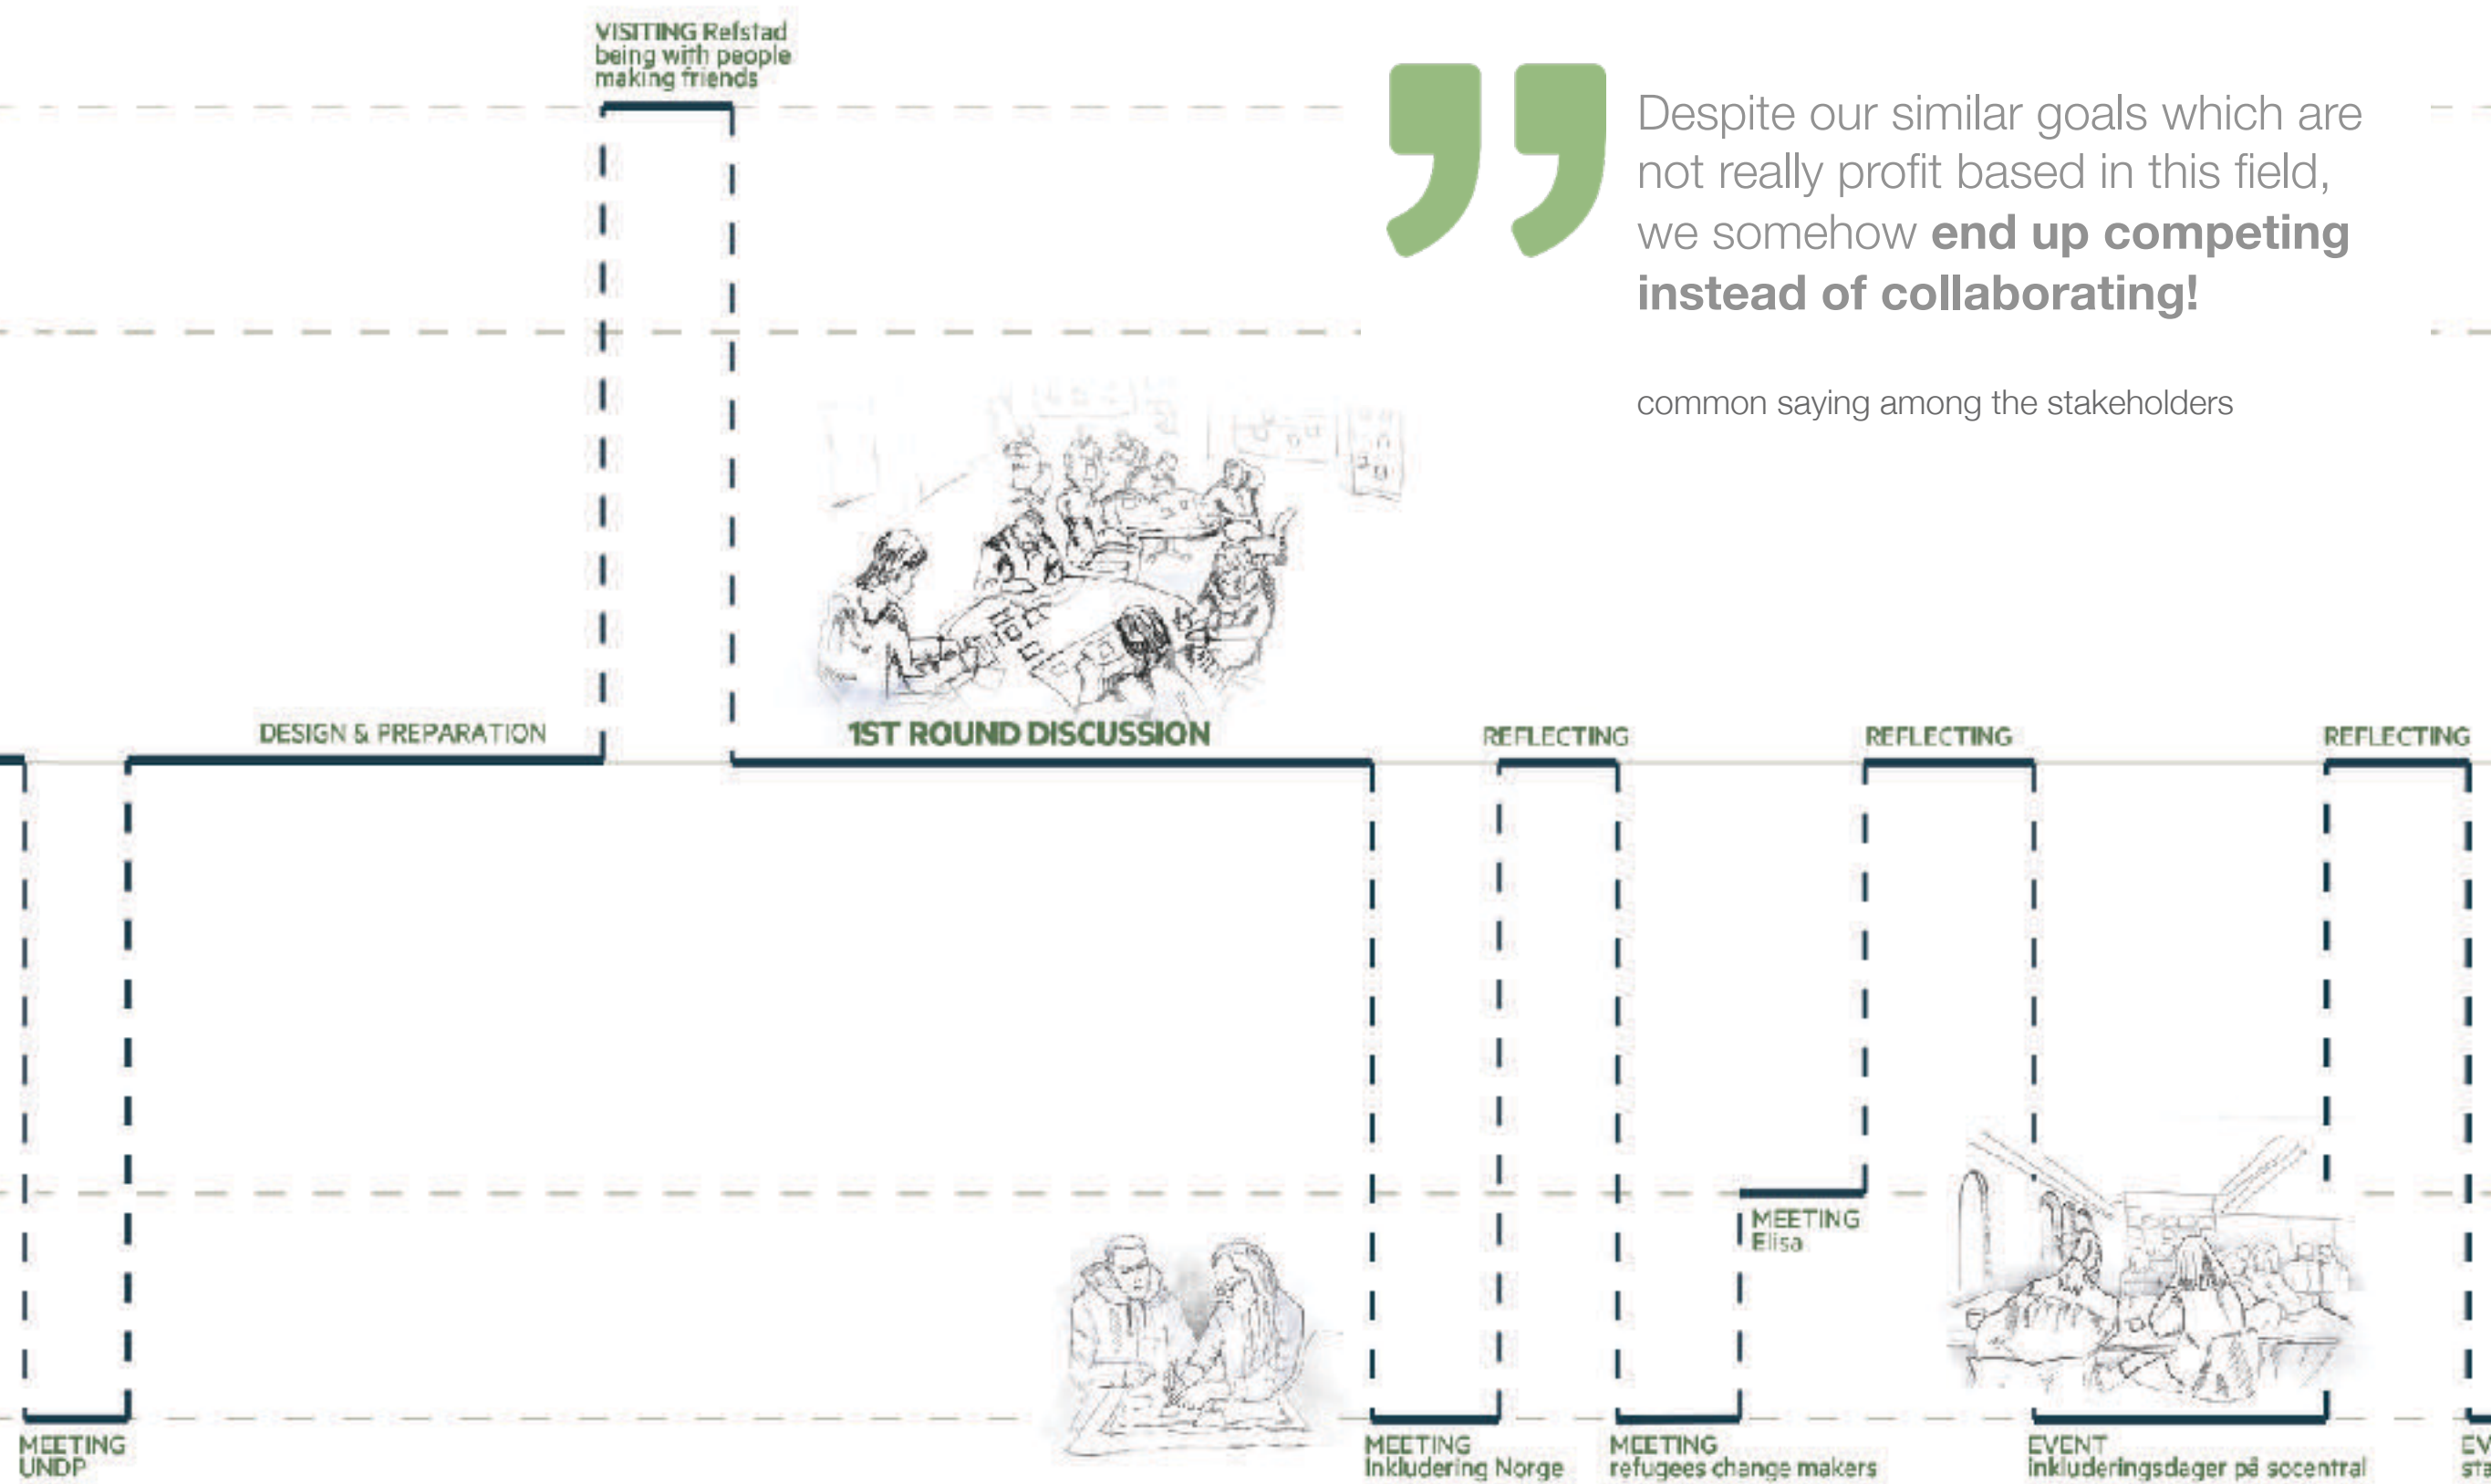 VISITING Refstad
being with people
making friends
Despite our similar goals which are
not really profit based in this field,
we somehow end up competing
instead of collaborating!
common saying among the stakeholders
DESIGN & PREPARATION
1ST ROUND DISCUSSION
REFLECTING
REFLECTING
REFLECTING
MEETING
Elisa
MEETING
UNDP
MEETING
Inkludering Norge
MEETING
refugees change makers
EVENT
inkluderingsdager på socentral